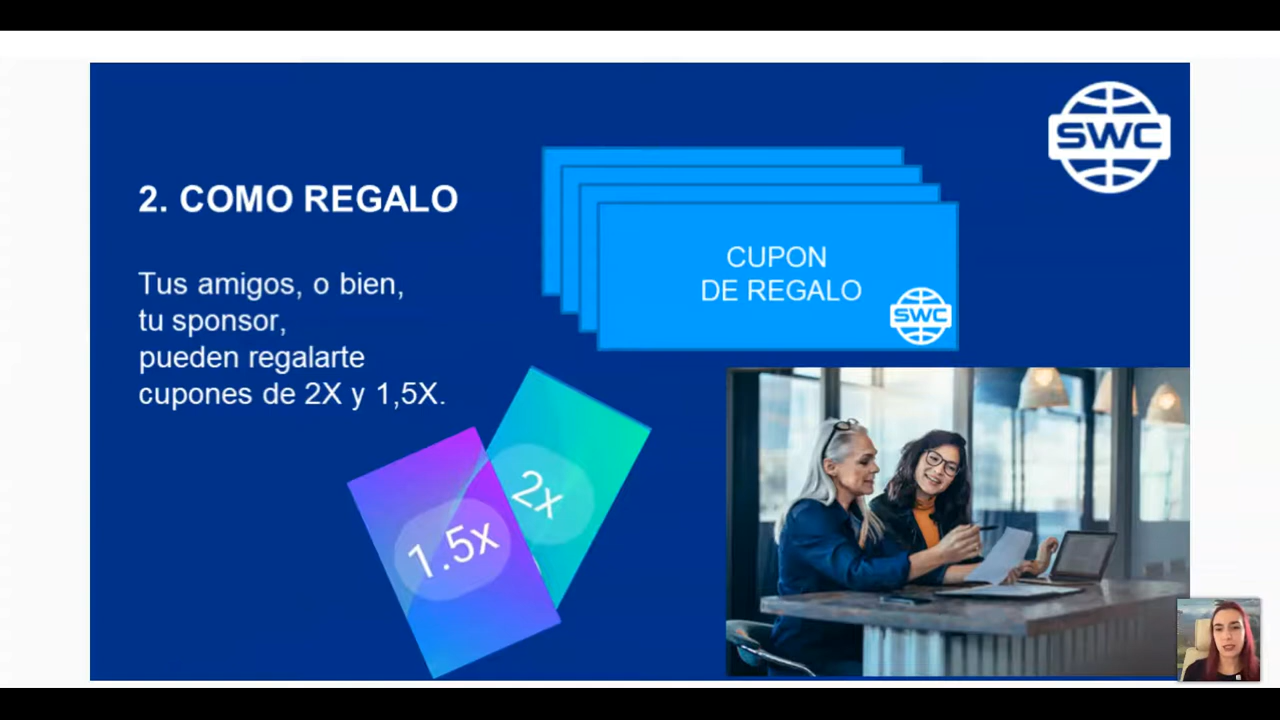 SWC
2. COMO REGALO
Tus amigos, o bien,
tu sponsor,
pueden regalarte
cupones de 2X y 1,5X.
CUPON
DE REGALO
SWC
2x
1.5x